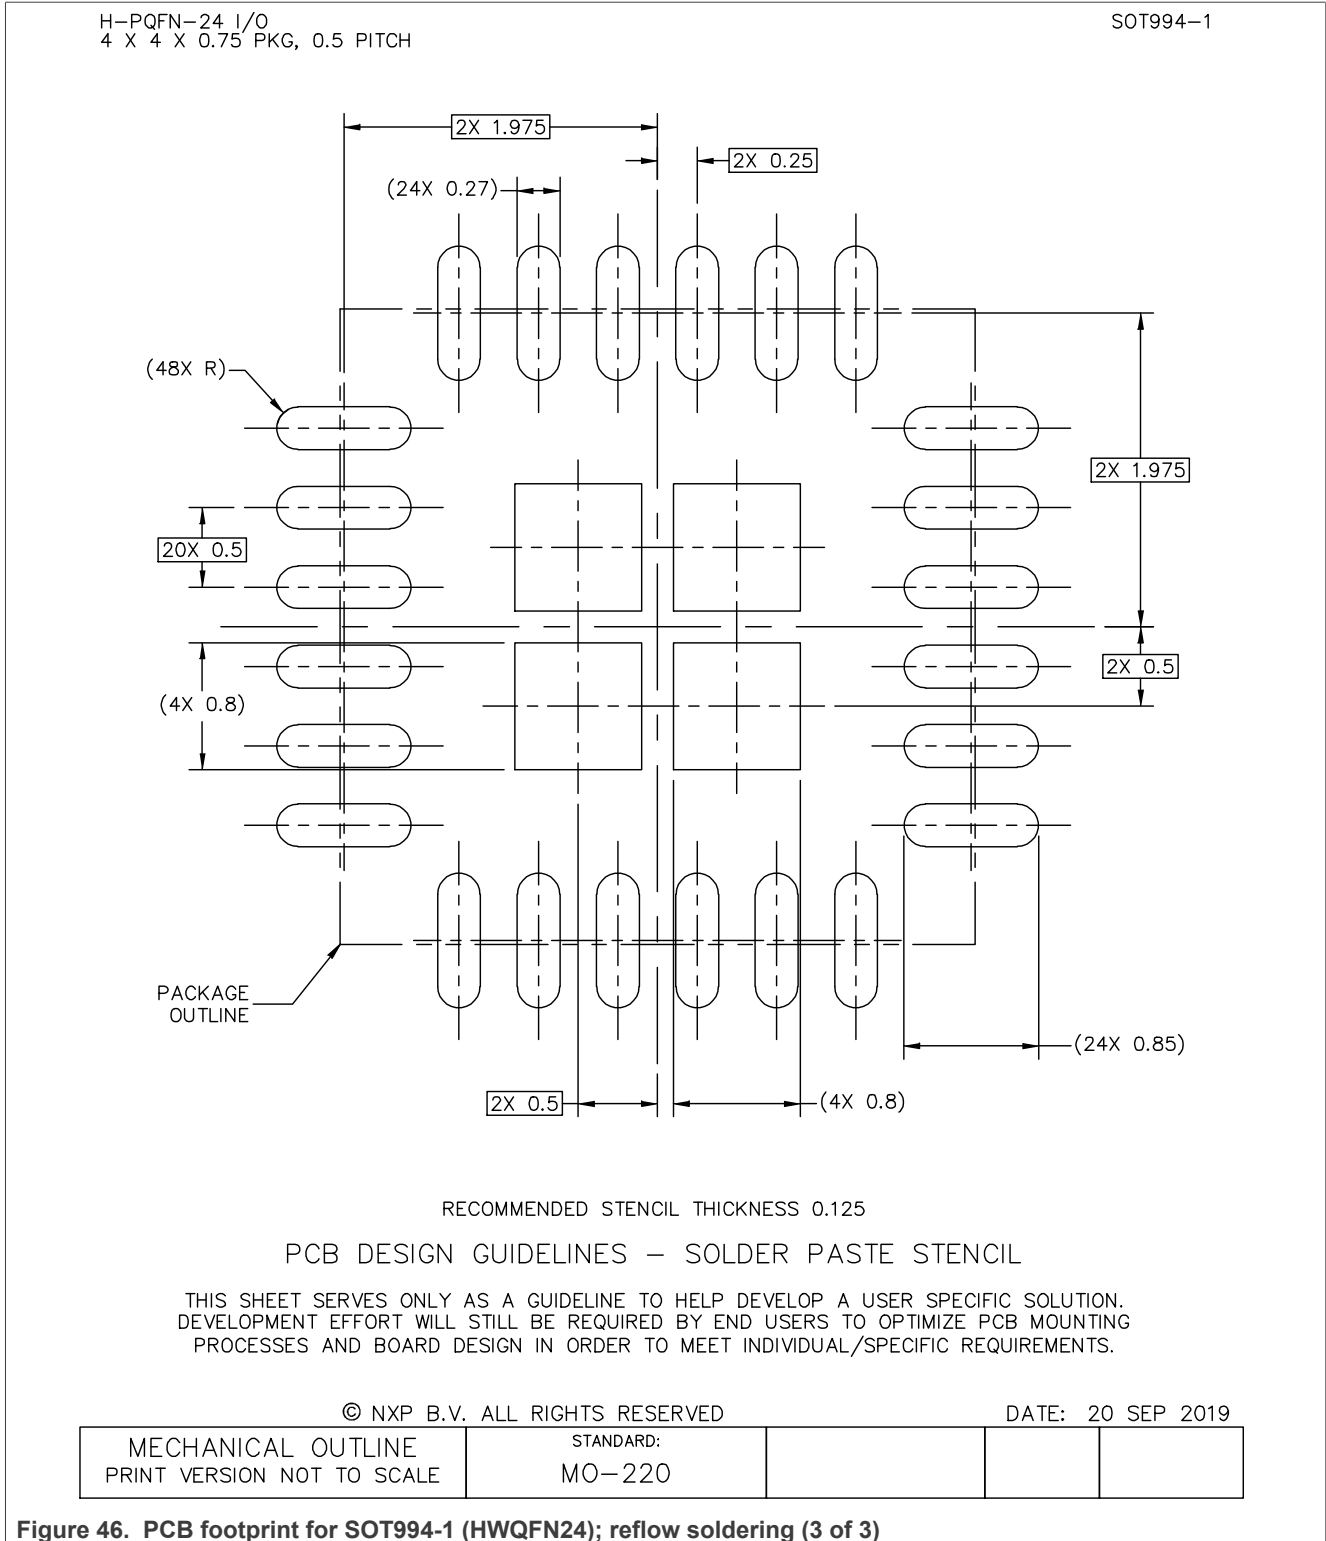 H-PQFN-24 I/O
4 X 4 X 0.75 PKG, 0.5 PITCH
SOT994-1
2X 1.975
2X 0.25
(24X 0.27)
(48X R)
2X 1.975
20X 0.5
2X 0.5
(4X 0.8)
PACKAGE
OUTLINE
(24X 0.85)
2X 0.5
(4X 0.8)
RECOMMENDED STENCIL THICKNESS 0.125
PCB DESIGN GUIDELINES - SOLDER PASTE STENCIL
THIS SHEET SERVES ONLY AS A GUIDELINE TO HELP DEVELOP A USER SPECIFIC SOLUTION.
DEVELOPMENT EFFORT WILL STILL BE REQUIRED BY END USERS TO OPTIMIZE PCB MOUNTING
PROCESSES AND BOARD DESIGN IN ORDER TO MEET INDIVIDUAL/SPECIFIC REQUIREMENTS.
© NXP B.V. ALL RIGHTS RESERVED
DATE: 20 SEP 2019
MECHANICAL OUTLINE
PRINT VERSION NOT TO SCALE
STANDARD:
MO-220
Figure 46. PCB footprint for SOT994-1 (HWQFN24); reflow soldering (3 of 3)